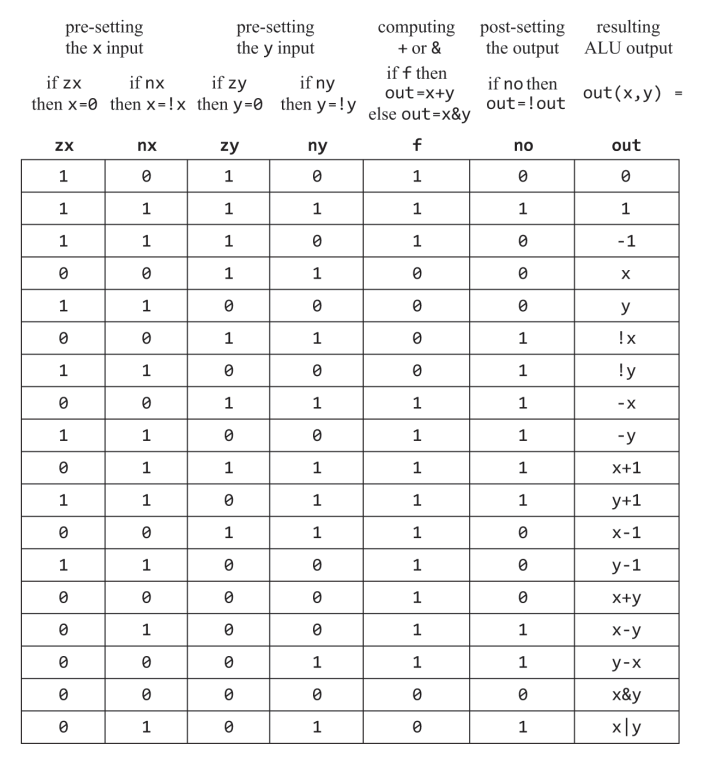 pre-setting the x input pre-setting the y input computing + or & post-setting the output resulting ALU output
if zx then x=0 if nx then x=!x if zy then y=0 if ny then y=!y if f then out=x+y else out=x&y if no then out=!out out(x,y) =
zx nx zy ny f no out
1 0 1 0 1 0 0
1 1 1 1 1 1 1
1 1 1 0 1 0 -1
0 0 1 1 0 0 x
1 1 0 0 0 0 y
0 0 1 1 0 1 !x
1 1 0 0 0 1 !y
0 0 1 1 1 1 -x
1 1 0 0 1 1 -y
0 1 1 1 1 1 x+1
1 1 0 1 1 1 y+1
0 0 1 1 1 0 x-1
1 1 0 0 1 0 y-1
0 0 0 0 1 0 x+y
0 1 0 0 1 1 x-y
0 0 0 1 1 1 y-x
0 0 0 0 0 0 x&y
0 1 0 1 0 1 x|y